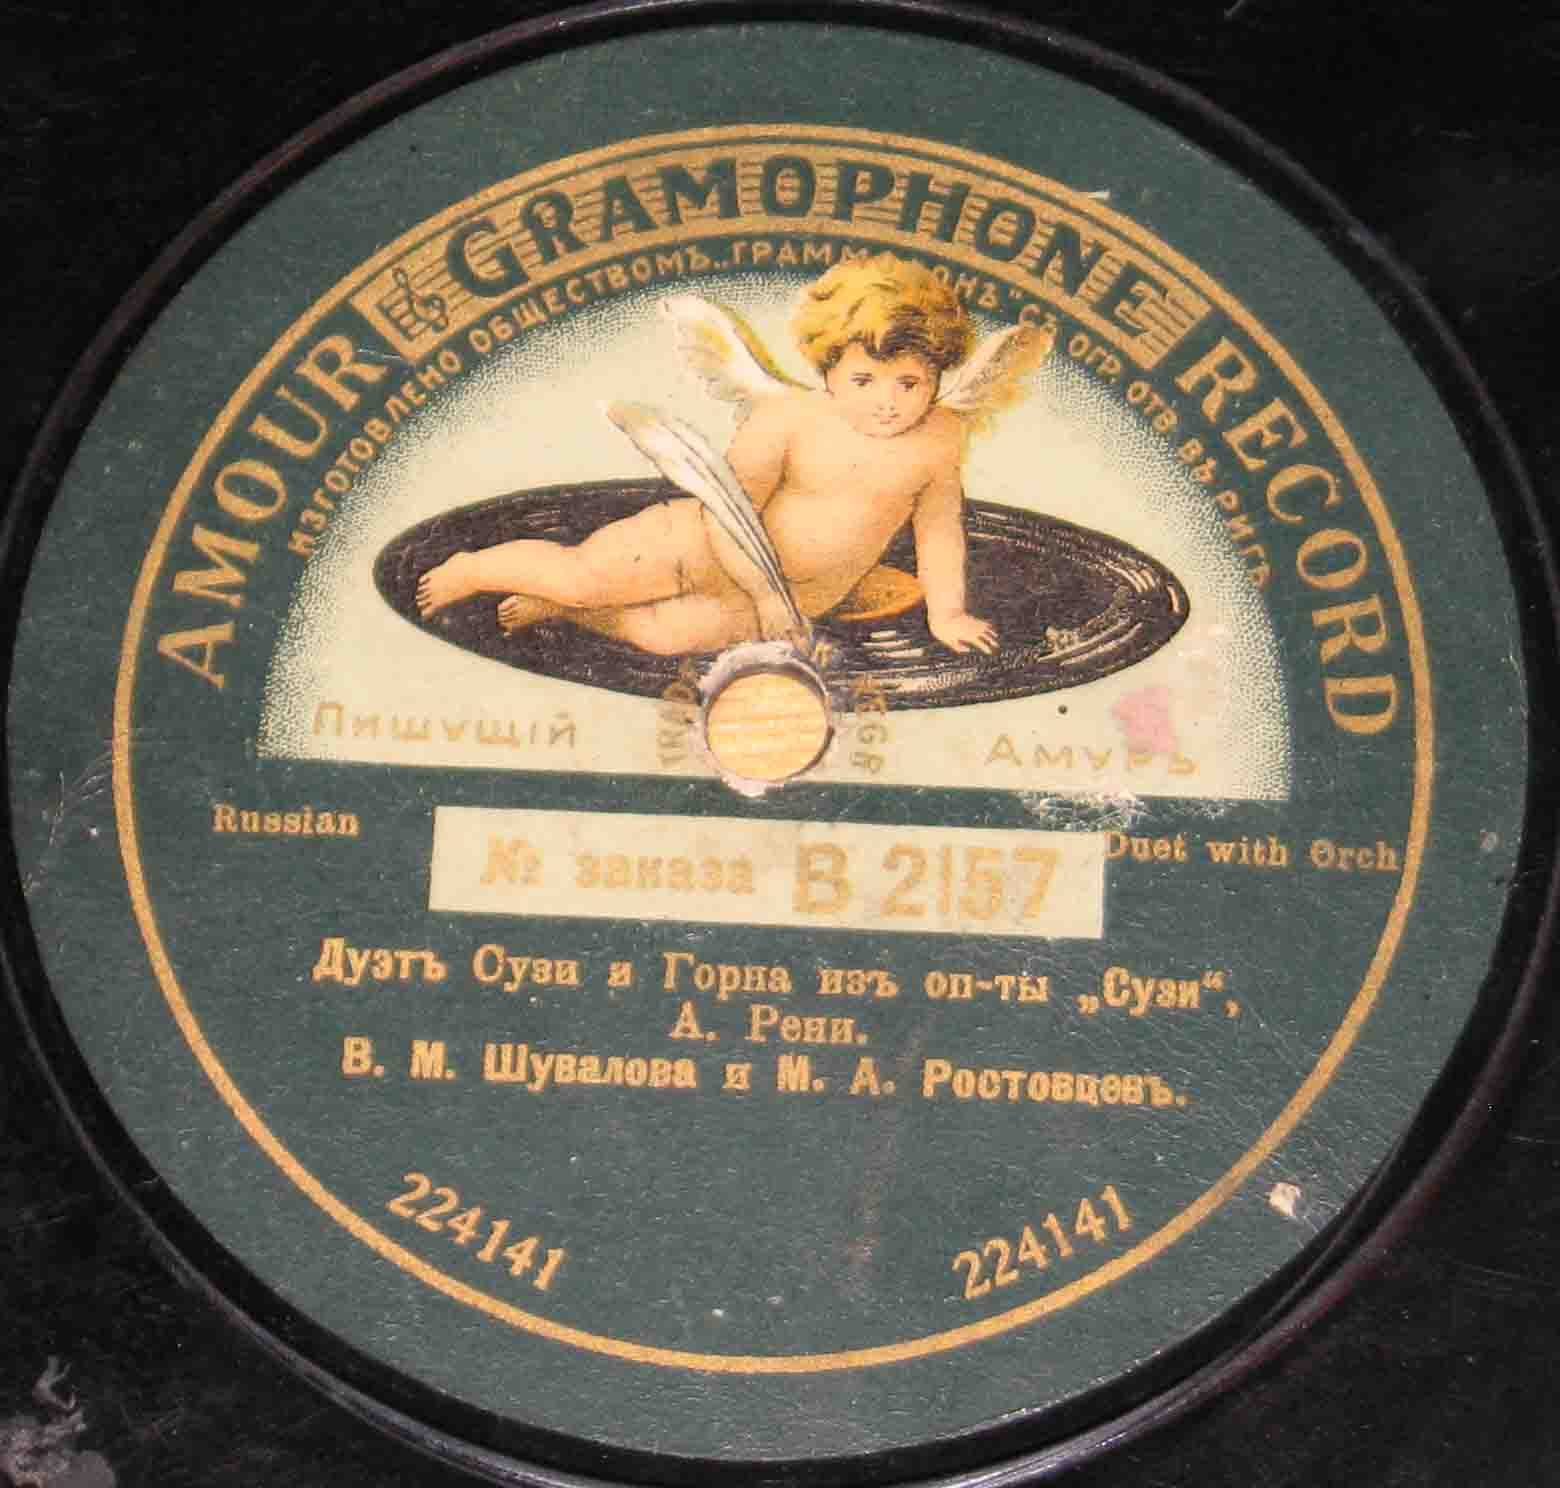 AMOUR GRAMOPHONE RECORD
ИЗГОТОВЛЕНО ОБЩЕСТВОМЪ „ГРАММОФОНЪ" СЪ ОГР. ОТВ. ВЪ РИГѢ
Пишущій Амуръ
Russian
Duet with Orch
№ заказа В 2157
Дуэтъ Сузи и Горна изъ оп-ты „Сузи“,
А. Рени.
В. М. Шувалова и М. А. Ростовцевъ.
224141 224141